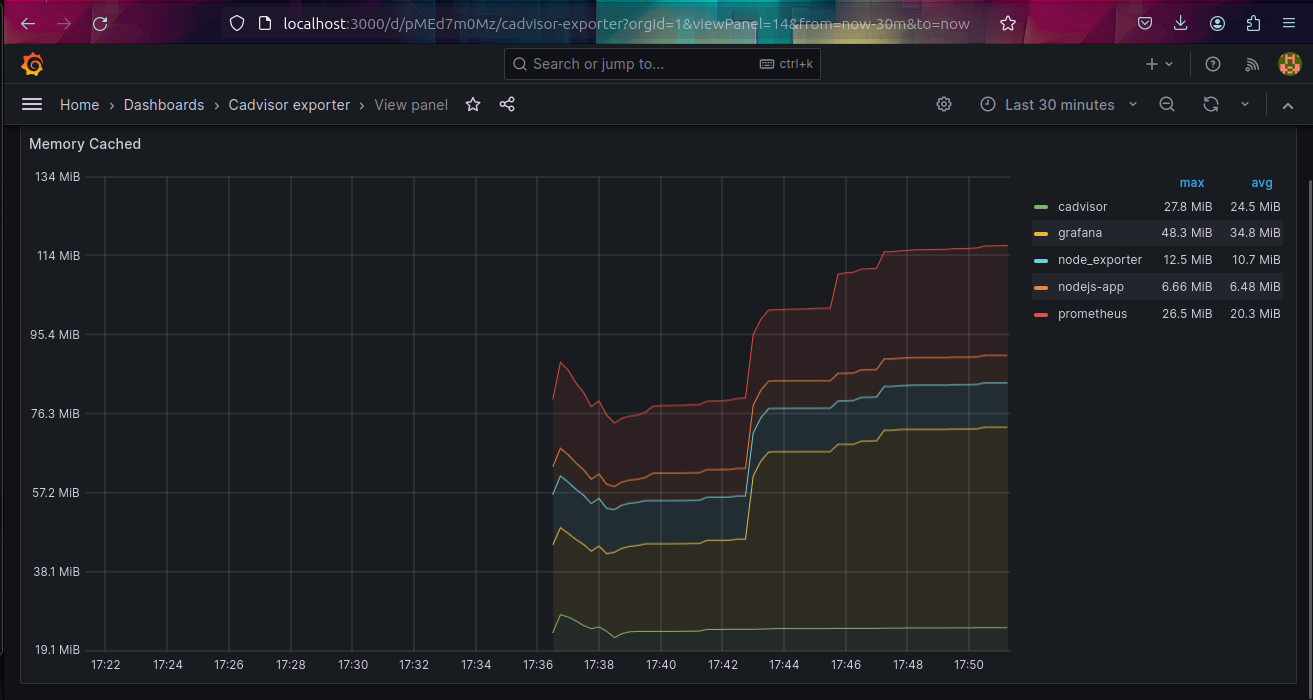 localhost:3000/d/pMEd7m0Mz/cadvisor-exporter?orgId=1&viewPanel=14&from=now-30m&to=now
Search or jump to...
ctrl+k
Home › Dashboards › Cadvisor exporter › View panel
Last 30 minutes
Memory Cached
134 MiB
114 MiB
95.4 MiB
76.3 MiB
57.2 MiB
38.1 MiB
19.1 MiB
17:22 17:24 17:26 17:28 17:30 17:32 17:34 17:36 17:38 17:40 17:42 17:44 17:46 17:48 17:50
max avg
cadvisor 27.8 MiB 24.5 MiB
grafana 48.3 MiB 34.8 MiB
node_exporter 12.5 MiB 10.7 MiB
nodejs-app 6.66 MiB 6.48 MiB
prometheus 26.5 MiB 20.3 MiB